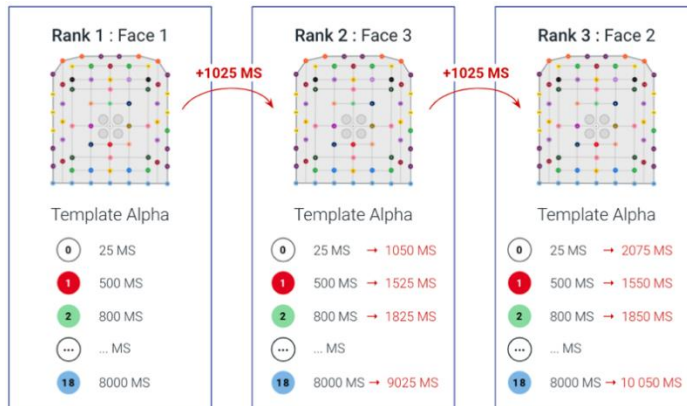 Rank 1 : Face 1
Template Alpha
0 25 MS
1 500 MS
2 800 MS
... ... MS
18 8000 MS
+1025 MS
Rank 2 : Face 3
Template Alpha
0 25 MS → 1050 MS
1 500 MS → 1525 MS
2 800 MS → 1825 MS
... ... MS
18 8000 MS → 9025 MS
+1025 MS
Rank 3 : Face 2
Template Alpha
0 25 MS → 2075 MS
1 500 MS → 1550 MS
2 800 MS → 1850 MS
... ... MS
18 8000 MS → 10 050 MS